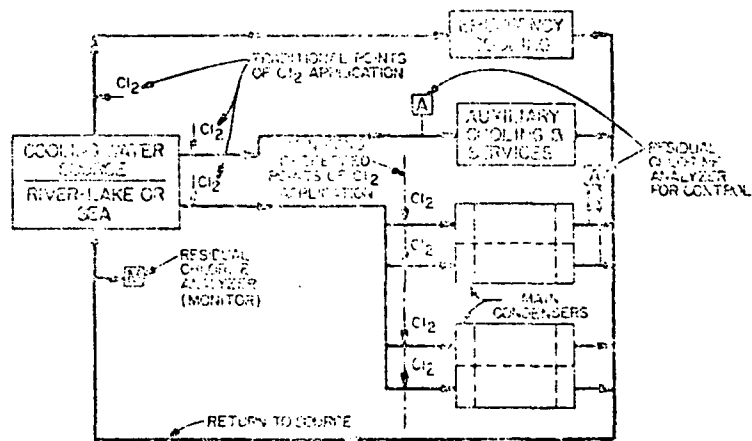 EMERGENCY
COOLING
TRADITIONAL POINTS
OF Cl2 APPLICATION
Cl2
A
Cl2
AUXILIARY
COOLING &
SERVICES
COOLING WATER
SOURCE
RIVER-LAKE OR
SEA
Cl2
POINTS OF Cl2
APPLICATION
RESIDUAL
CHLORINE
ANALYZER
FOR CONTROL
A
Cl2
Cl2
RESIDUAL
CHLORINE
ANALYZER
(MONITOR)
MAIN
CONDENSERS
Cl2
Cl2
RETURN TO SOURCE